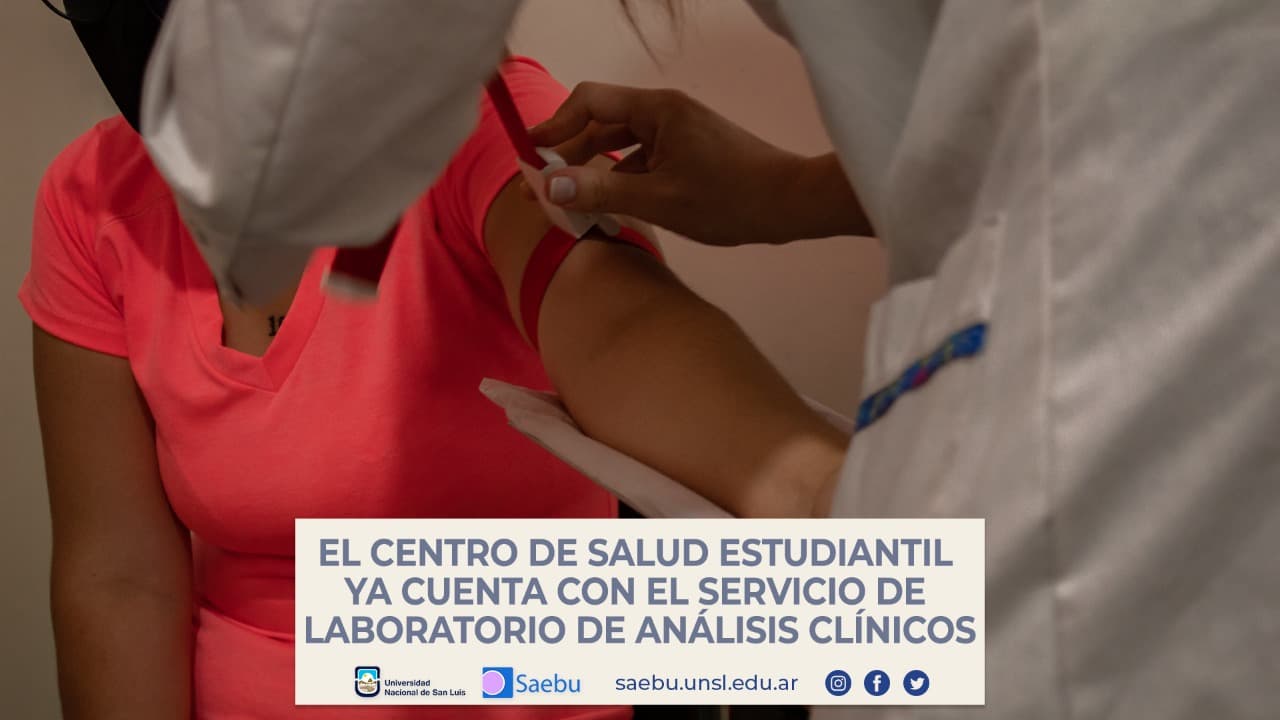 EL CENTRO DE SALUD ESTUDIANTIL
YA CUENTA CON EL SERVICIO DE
LABORATORIO DE ANÁLISIS CLÍNICOS
Universidad
Nacional de San Luis
Saebu
saebu.unsl.edu.ar